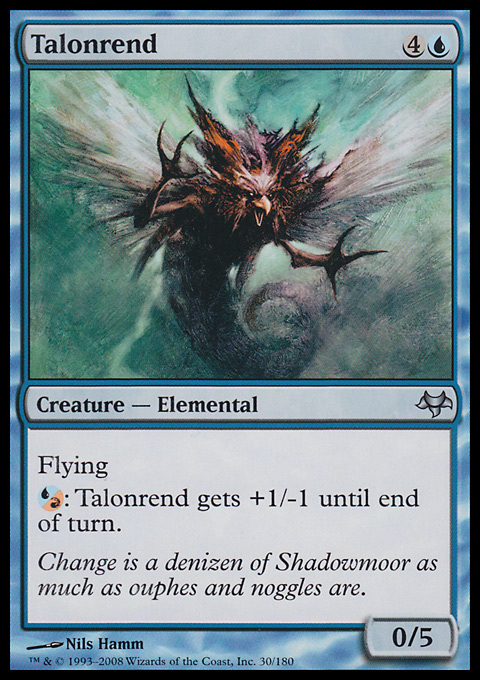 Talonrend 4
Creature — Elemental
Flying
: Talonrend gets +1/-1 until end
of turn.
Change is a denizen of Shadowmoor as
much as ouphes and noggles are.
Nils Hamm
0/5
™ & © 1993–2008 Wizards of the Coast, Inc. 30/180